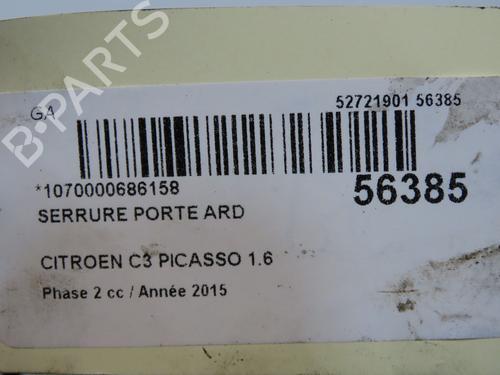 GA
52721901 56385
*1070000686158
56385
SERRURE PORTE ARD
CITROEN C3 PICASSO 1.6
Phase 2 cc / Année 2015
B-PARTS